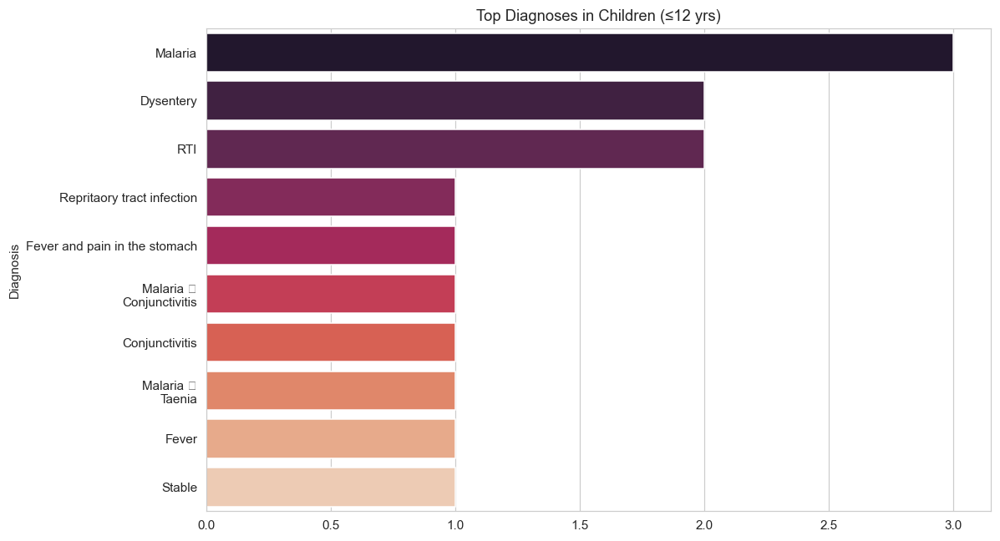 Top Diagnoses in Children (≤12 yrs)
Malaria
Dysentery
RTI
Repritaory tract infection
Fever and pain in the stomach
Malaria
Conjunctivitis
Conjunctivitis
Malaria
Taenia
Fever
Stable
Diagnosis
0.0 0.5 1.0 1.5 2.0 2.5 3.0